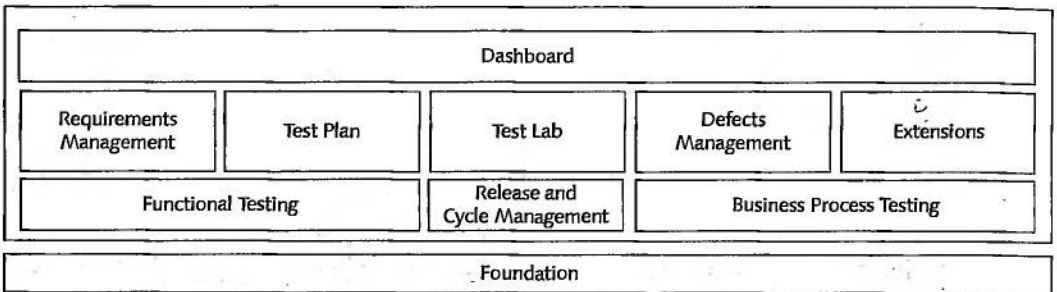 Dashboard
Requirements
Management
Test Plan
Test Lab
Defects
Management
Extensions
Functional Testing
Release and
Cycle Management
Business Process Testing
Foundation